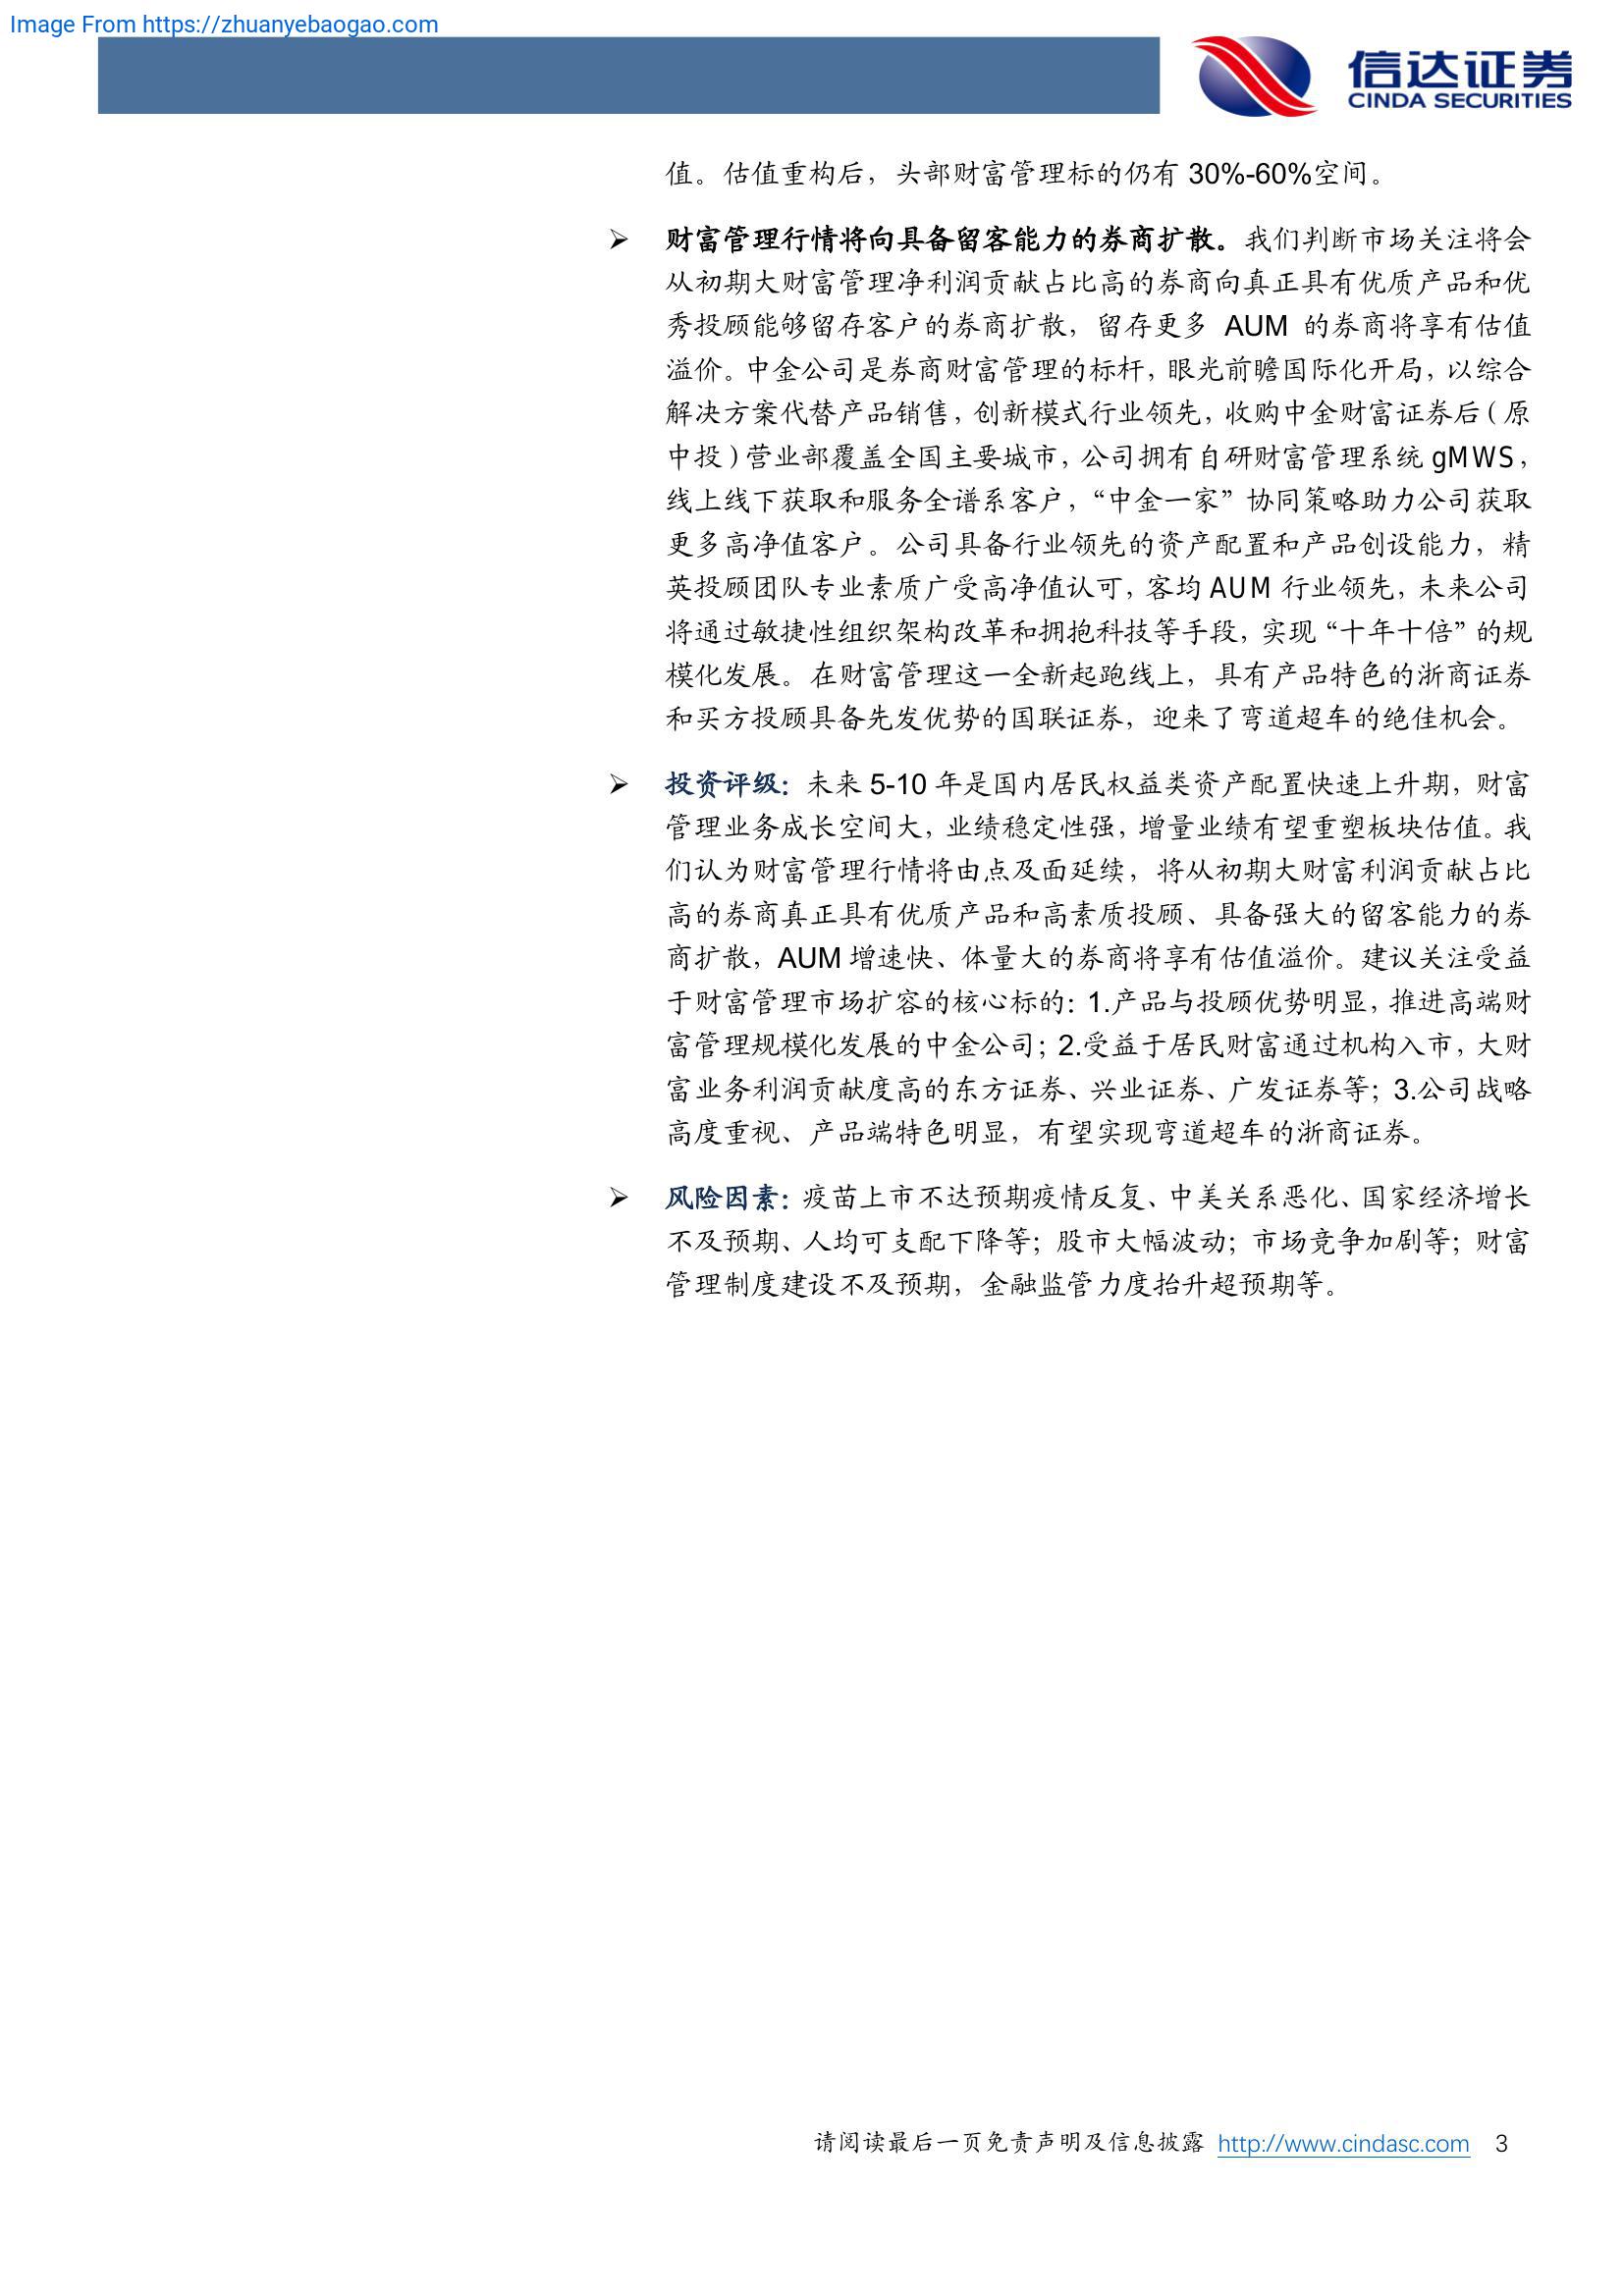 Image From https://zhuanyebaogao.com
信达证券
CINDA SECURITIES
值。估值重构后，头部财富管理标的仍有 30%-60%空间。
➢ 财富管理行情将向具备留客能力的券商扩散。我们判断市场关注将会
从初期大财富管理净利润贡献占比高的券商向真正具有优质产品和优
秀投顾能够留存客户的券商扩散，留存更多 AUM 的券商将享有估值
溢价。中金公司是券商财富管理的标杆，眼光前瞻国际化开局，以综合
解决方案代替产品销售，创新模式行业领先，收购中金财富证券后（原
中投）营业部覆盖全国主要城市，公司拥有自研财富管理系统 gMWS，
线上线下获取和服务全谱系客户，“中金一家”协同策略助力公司获取
更多高净值客户。公司具备行业领先的资产配置和产品创设能力，精
英投顾团队专业素质广受高净值认可，客均 AUM 行业领先，未来公司
将通过敏捷性组织架构改革和拥抱科技等手段，实现“十年十倍”的规
模化发展。在财富管理这一全新起跑线上，具有产品特色的浙商证券
和买方投顾具备先发优势的国联证券，迎来了弯道超车的绝佳机会。
➢ 投资评级：未来 5-10 年是国内居民权益类资产配置快速上升期，财富
管理业务成长空间大，业绩稳定性强，增量业绩有望重塑板块估值。我
们认为财富管理行情将由点及面延续，将从初期大财富利润贡献占比
高的券商真正具有优质产品和高素质投顾、具备强大的留客能力的券
商扩散，AUM 增速快、体量大的券商将享有估值溢价。建议关注受益
于财富管理市场扩容的核心标的：1.产品与投顾优势明显，推进高端财
富管理规模化发展的中金公司；2.受益于居民财富通过机构入市，大财
富业务利润贡献度高的东方证券、兴业证券、广发证券等；3.公司战略
高度重视、产品端特色明显，有望实现弯道超车的浙商证券。
➢ 风险因素：疫苗上市不达预期疫情反复、中美关系恶化、国家经济增长
不及预期、人均可支配下降等；股市大幅波动；市场竞争加剧等；财富
管理制度建设不及预期，金融监管力度抬升超预期等。
请阅读最后一页免责声明及信息披露 http://www.cindasc.com 3